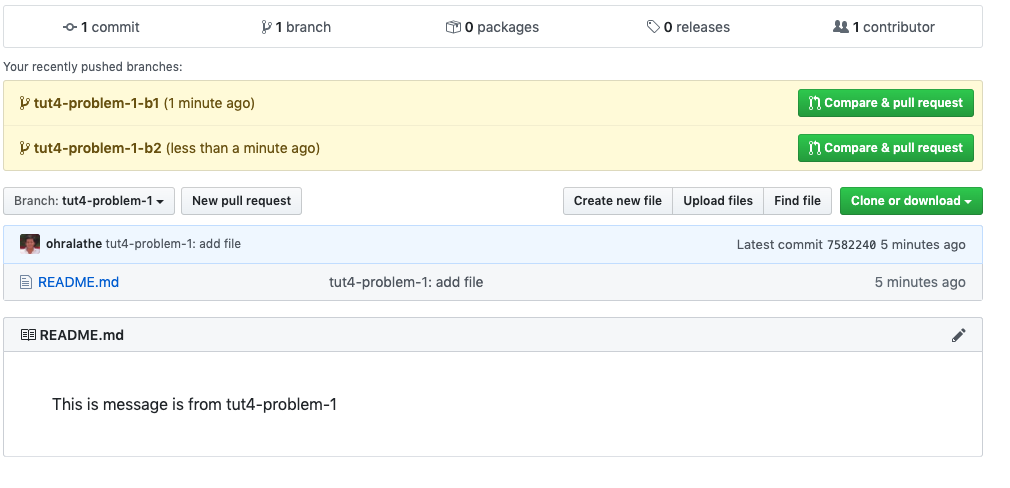 1 commit 1 branch 0 packages 0 releases 1 contributor
Your recently pushed branches:
tut4-problem-1-b1 (1 minute ago) Compare & pull request
tut4-problem-1-b2 (less than a minute ago) Compare & pull request
Branch: tut4-problem-1 New pull request Create new file Upload files Find file Clone or download
ohralathe tut4-problem-1: add file Latest commit 7582240 5 minutes ago
README.md tut4-problem-1: add file 5 minutes ago
README.md
This is message is from tut4-problem-1